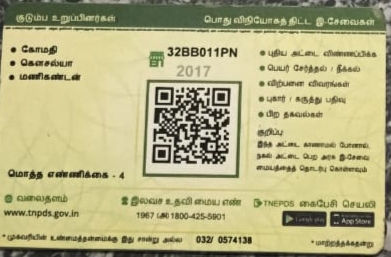 குடும்ப உறுப்பினர்கள்
பொது விநியோகத் திட்ட இ-சேவைகள்
• கோமதி
• கௌசல்யா
• மணிகண்டன்
32BB011PN
2017
• புதிய அட்டை விண்ணப்பிக்க
• பெயர் சேர்த்தல் / நீக்கல்
• விற்பனை விவரங்கள்
• புகார் / கருத்து பதிவு
• பிற தகவல்கள்
குறிப்பு:
இந்த அட்டை காணாமல் போனால்,
நகல் அட்டை பெற அரசு இ-சேவை
மையத்தைத் தொடர்பு கொள்ளவும்
மொத்த எண்ணிக்கை - 4
வலைதளம்
www.tnpds.gov.in
இலவச உதவி மைய எண்
1967 (அ) 1800-425-5901
TNEPDS கைபேசி செயலி
Google play
App Store
* முகவரியின் உண்மைத்தன்மைக்கு இது சான்று அல்ல
032/ 0574138
* மாற்றத்தக்கதன்று